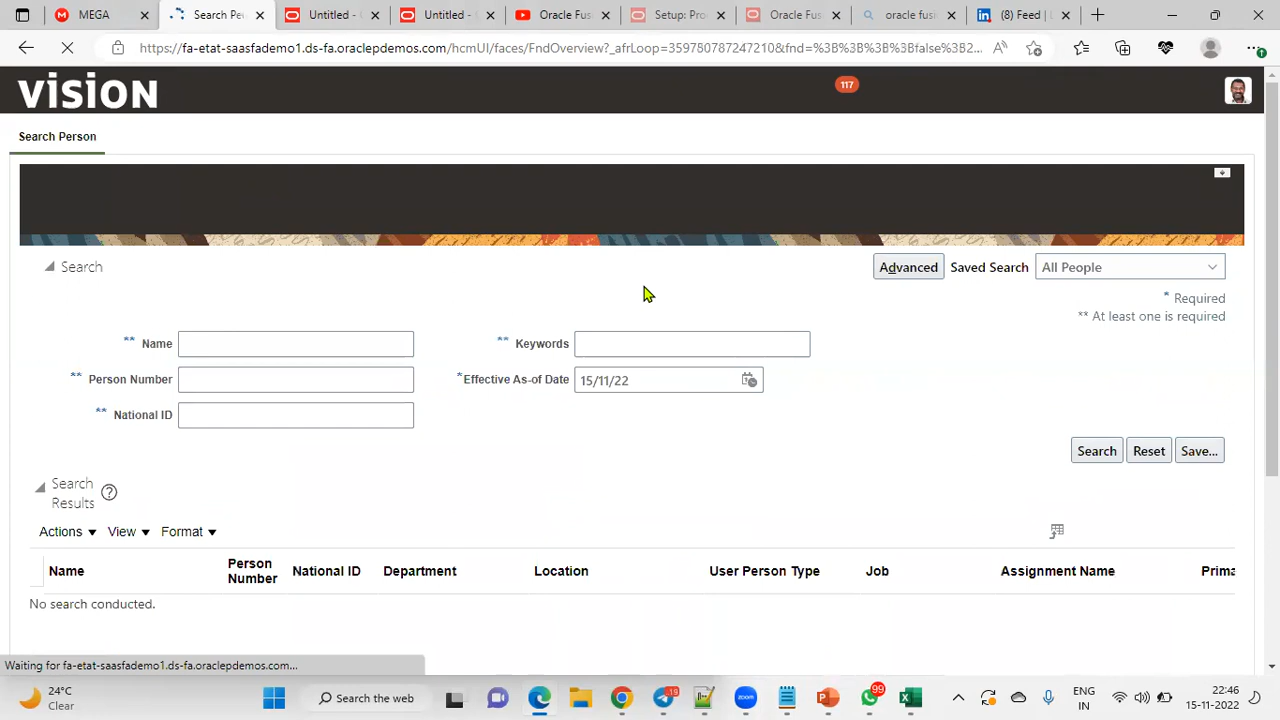 MEGA
Search Pe
Untitled -
Untitled -
Oracle Fus
Setup: Pro
Oracle Fus
oracle fus
(8) Feed | L
https://fa-etat-saasfademo1.ds-fa.oraclepdemos.com/hcmUI/faces/FndOverview?_afrLoop=359780787247210&fnd=%3B%3B%3B%3Bfalse%3B2...
VISION
117
Search Person
Search
Advanced
Saved Search
All People
* Required
** At least one is required
** Name
** Keywords
** Person Number
*Effective As-of Date
15/11/22
** National ID
Search
Reset
Save...
Search
Results
Actions
View
Format
Name
Person
Number
National ID
Department
Location
User Person Type
Job
Assignment Name
Prima
No search conducted.
Waiting for fa-etat-saasfademo1.ds-fa.oraclepdemos.com...
24°C
Clear
Search the web
19
99
ENG
IN
22:46
15-11-2022